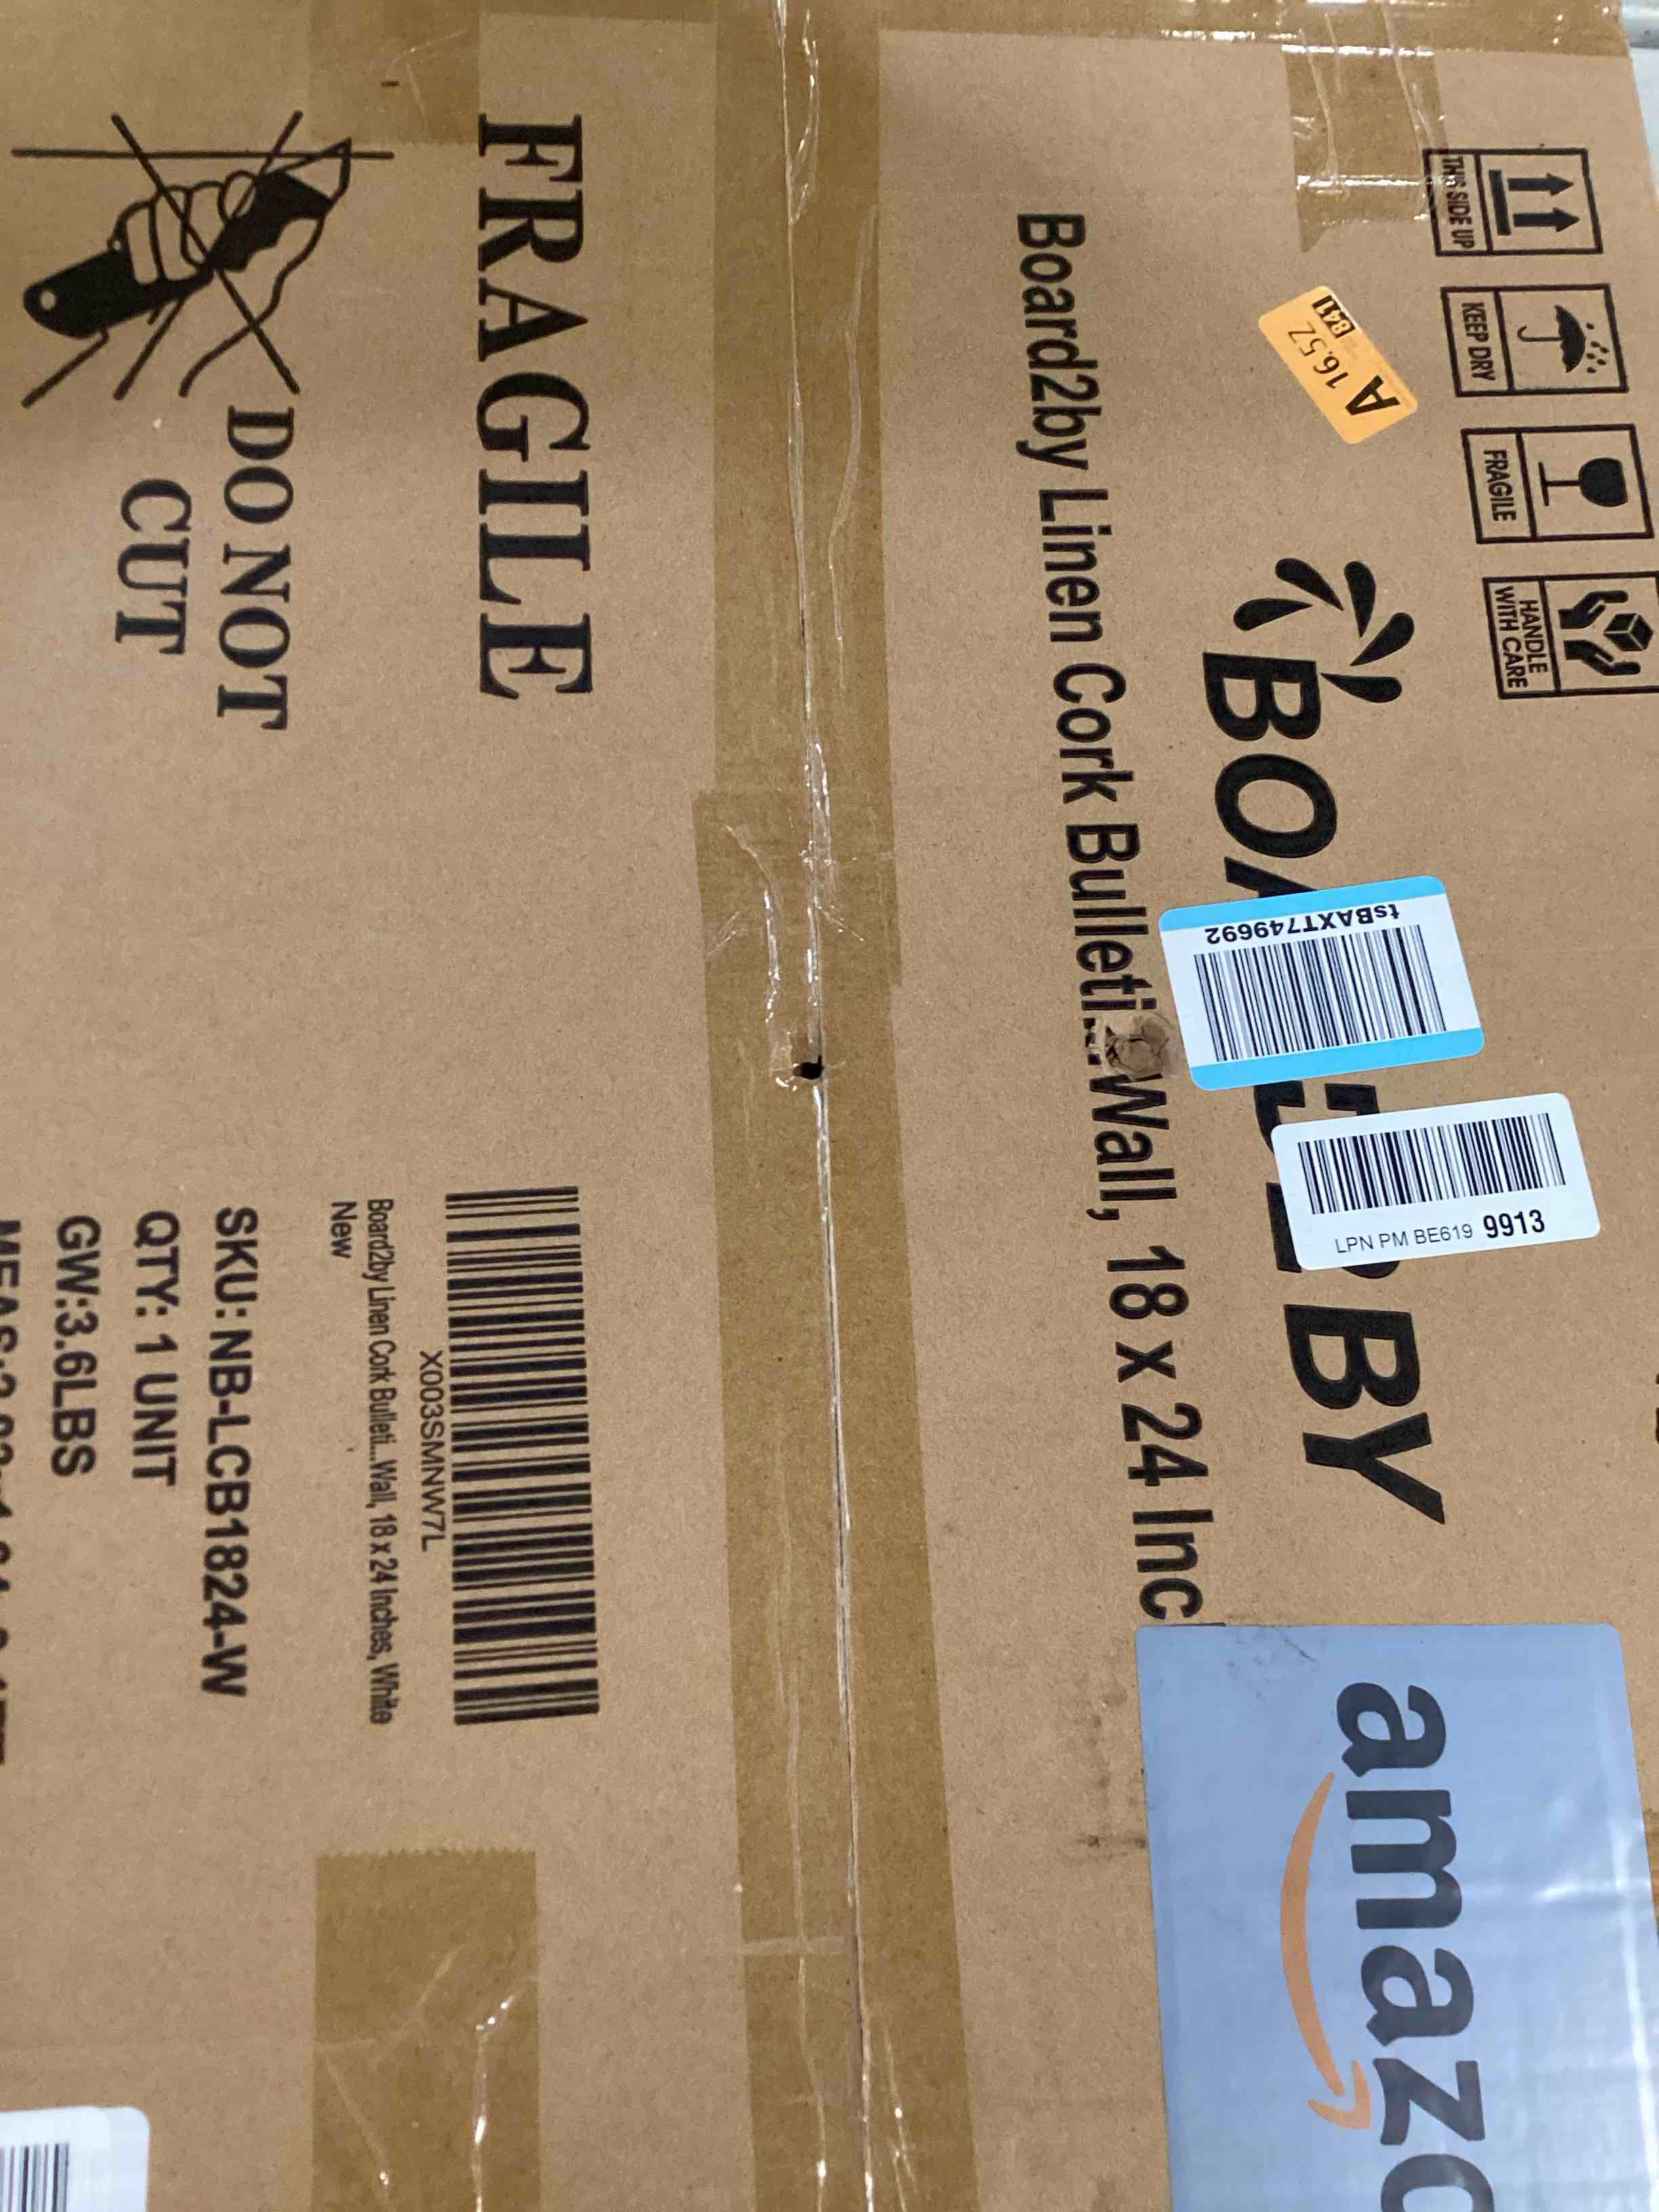 THIS SIDE UP
KEEP DRY
FRAGILE
HANDLE
WITH CARE
A
16.5Z
841
BY
tsBAXT749692
LPN PM BE619 9913
Board2by Linen Cork Bulleti...Wall, 18 x 24 Inc
amazo
FRAGILE
DO NOT
CUT
X003SMNW7L
Board2by Linen Cork Bulleti...Wall, 18 x 24 Inches, White
New
SKU: NB-LCB1824-W
QTY: 1 UNIT
GW:3.6LBS